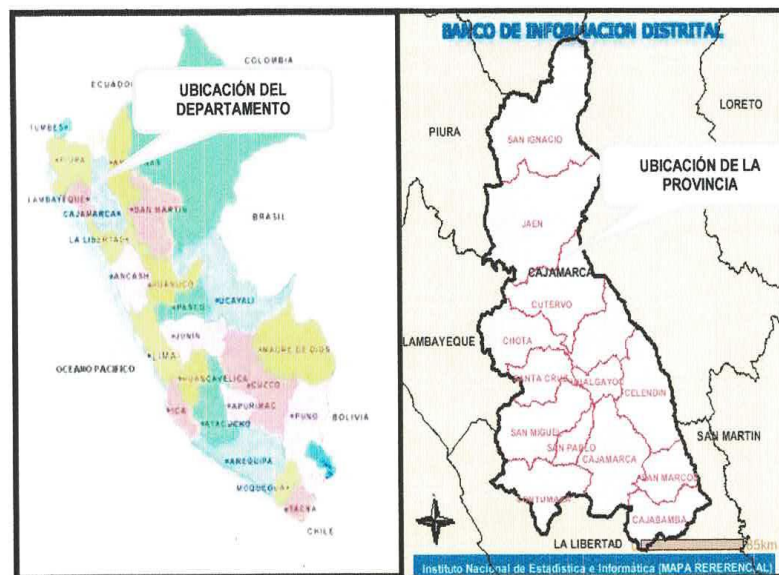 COLOMBIA
ECUADO
UBICACIÓN DEL
DEPARTAMENTO
TUMBES
PIURA
LAMBAYEQUE
CAJAMARCA
SAN MARTIN
LA LIBERTAD
BRASIL
ANCASH
HUANUCO
PASCO
UCAYALI
JUNIN
LIMA
MADRE DE DIOS
OCEANO PACIFICO
HUANCAVELICA
CUZCO
ICA
APURIMAC
AYACUCHO
PUNO
BOLIVIA
AREQUIPA
MOQUEGUA
TACNA
CHILE
BANCO DE INFORMACION DISTRITAL
LORETO
PIURA
SAN IGNACIO
UBICACIÓN DE LA
PROVINCIA
JAEN
CAJAMARCA
CUTERVO
LAMBAYEQUE
CHOTA
SANTA CRUZ
HUALGAYOC
CELENDIN
SAN MIGUEL
SAN PABLO
CAJAMARCA
SAN MARTIN
SAN MARCOS
CONTUMAZA
CAJABAMBA
LA LIBERTAD
85km
Instituto Nacional de Estadística e Informática (MAPA RERERENCIAL)